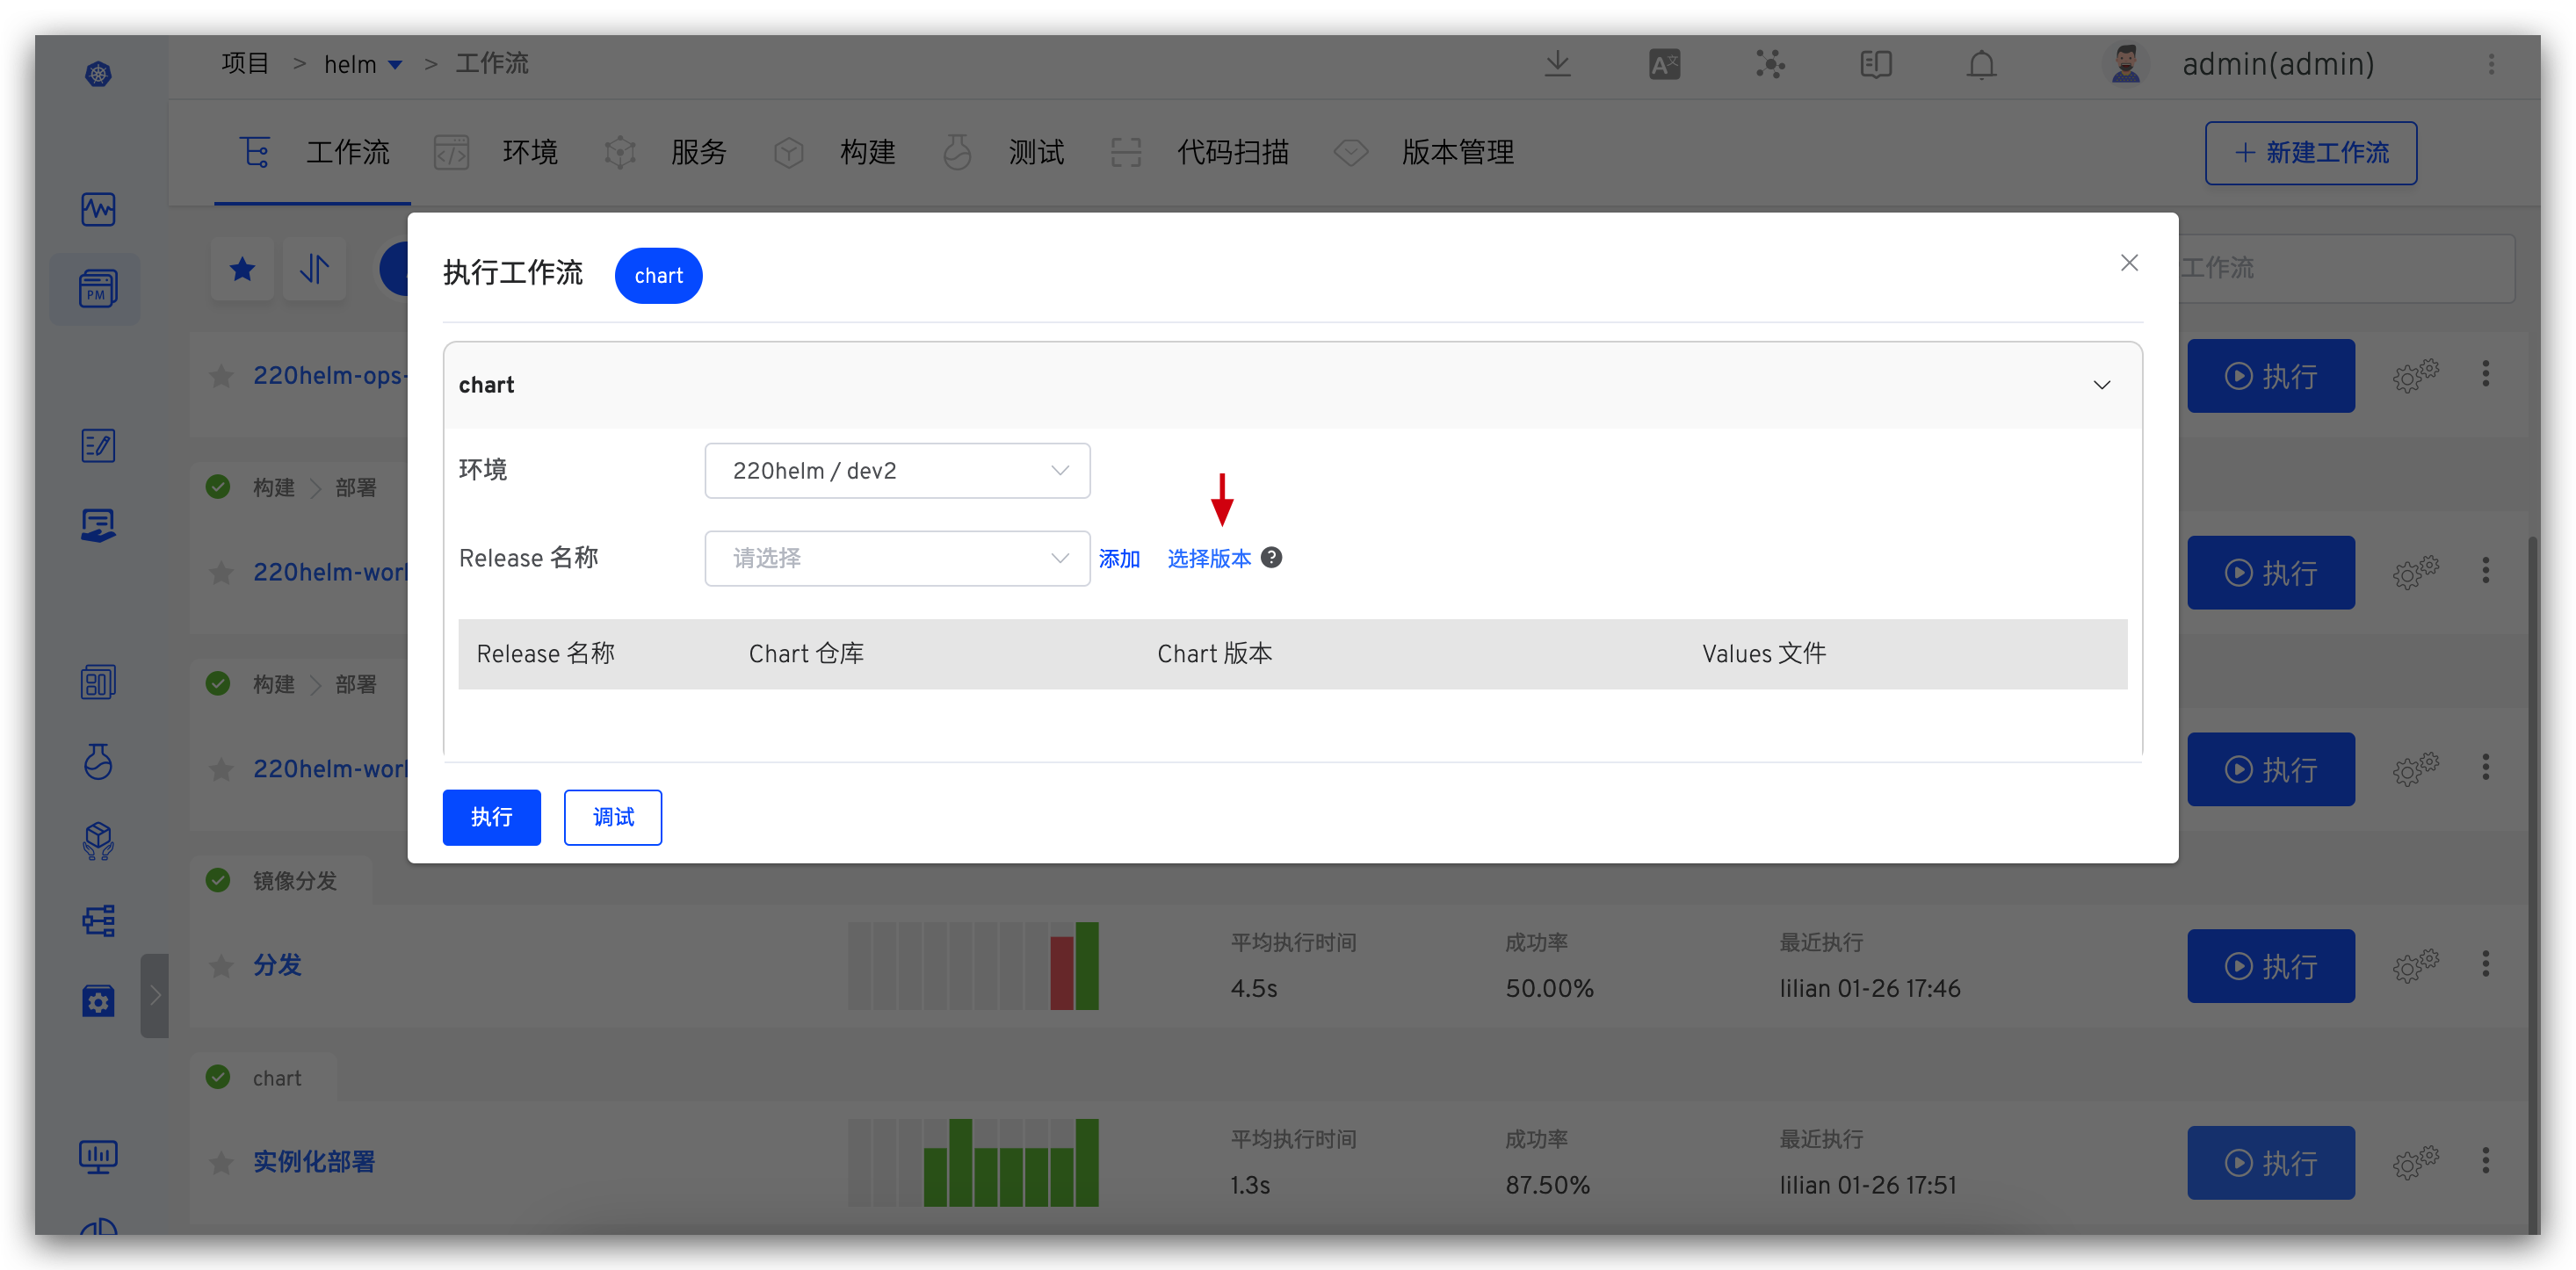 项目 > helm > 工作流
admin(admin)
工作流 环境 服务 构建 测试 代码扫描 版本管理
+ 新建工作流
PM
工作流
执行工作流 chart
chart
环境 220helm / dev2
Release 名称 请选择 添加 选择版本 ?
Release 名称 Chart 仓库 Chart 版本 Values 文件
执行 调试
220helm-ops-
执行
构建 > 部署
220helm-worl
执行
构建 > 部署
220helm-worl
执行
镜像分发
分发
平均执行时间 成功率 最近执行
4.5s 50.00% lilian 01-26 17:46
执行
chart
实例化部署
平均执行时间 成功率 最近执行
1.3s 87.50% lilian 01-26 17:51
执行